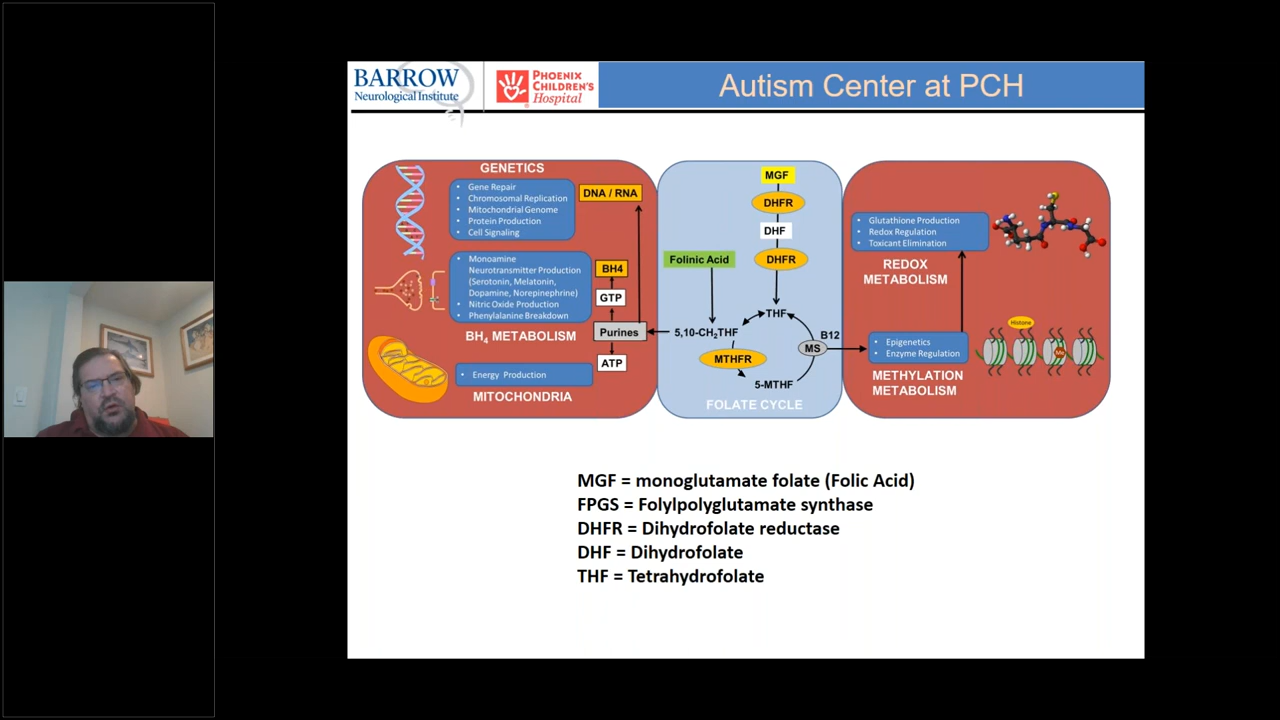 BARROW
Neurological Institute
PHOENIX
CHILDREN'S
Hospital
Autism Center at PCH
GENETICS
• Gene Repair
• Chromosomal Replication
• Mitochondrial Genome
• Protein Production
• Cell Signaling
DNA / RNA
• Monoamine
Neurotransmitter Production
(Serotonin, Melatonin,
Dopamine, Norepinephrine)
• Nitric Oxide Production
• Phenylalanine Breakdown
BH4
GTP
Purines
BH₄ METABOLISM
ATP
• Energy Production
MITOCHONDRIA
MGF
DHFR
DHF
DHFR
Folinic Acid
THF
5,10-CH₂THF
B12
MS
MTHFR
5-MTHF
FOLATE CYCLE
• Glutathione Production
• Redox Regulation
• Toxicant Elimination
REDOX
METABOLISM
Histone
Me
• Epigenetics
• Enzyme Regulation
METHYLATION
METABOLISM
MGF = monoglutamate folate (Folic Acid)
FPGS = Folylpolyglutamate synthase
DHFR = Dihydrofolate reductase
DHF = Dihydrofolate
THF = Tetrahydrofolate